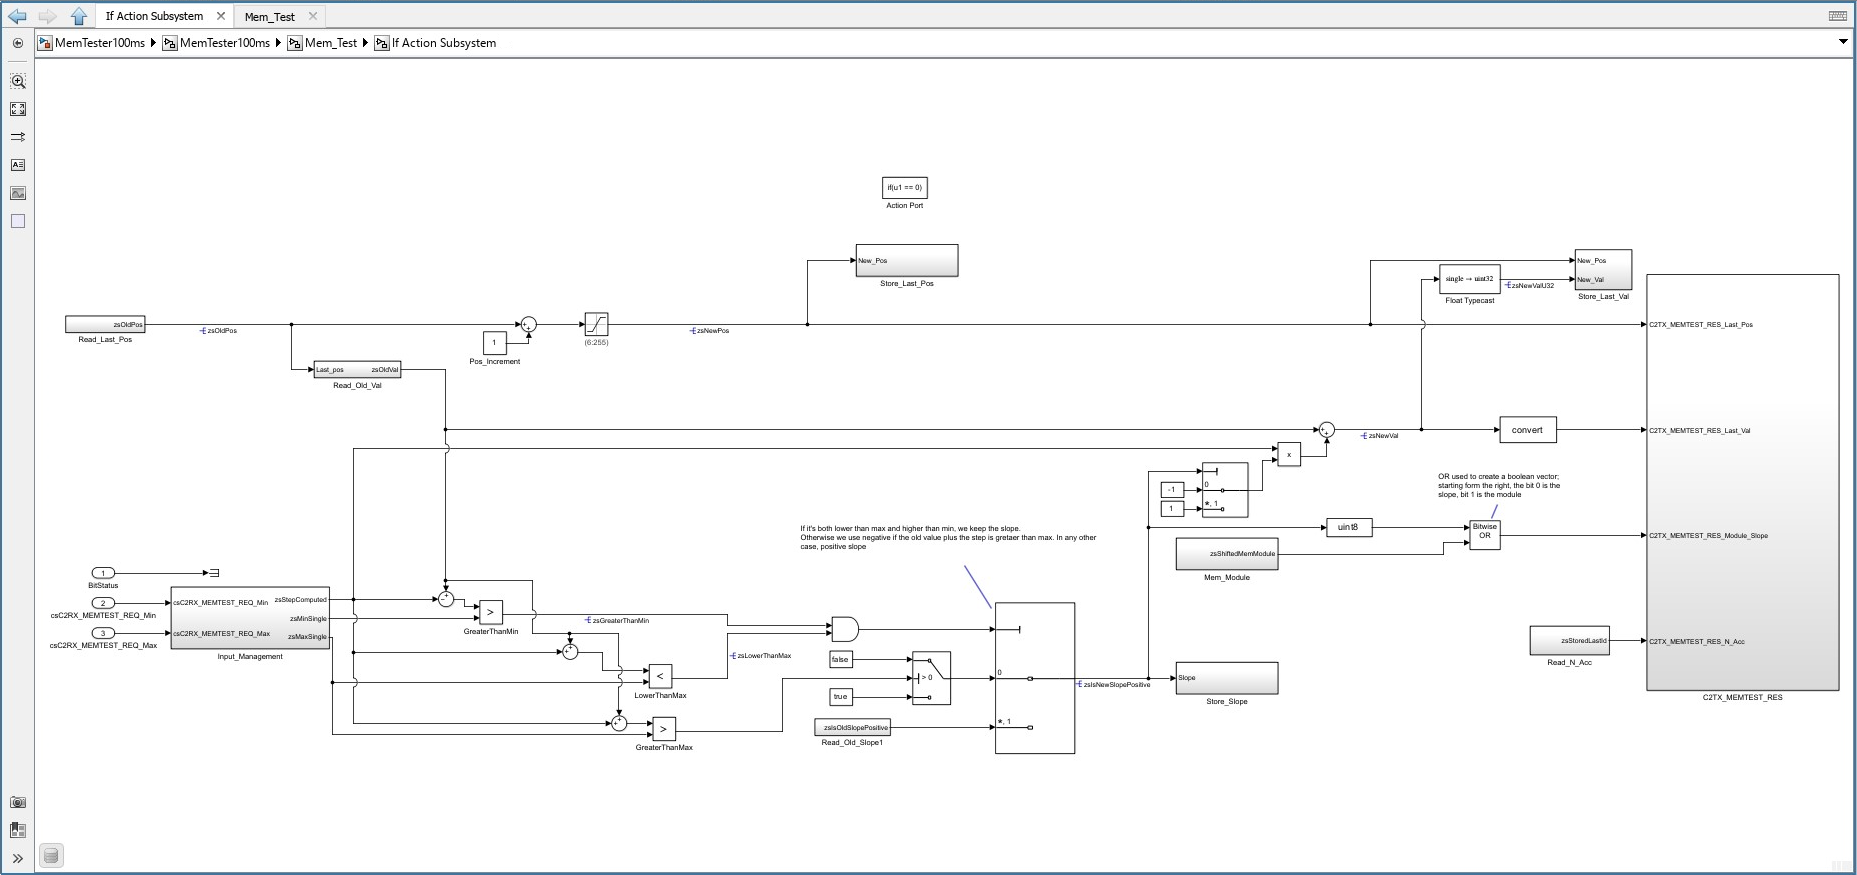 If Action Subsystem
Mem_Test
MemTester100ms
MemTester100ms
Mem_Test
If Action Subsystem
if(u1 == 0)
Action Port
New_Pos
Store_Last_Pos
New_Pos
New_Val
Store_Last_Val
single → uint32
Float Typecast
zsNewValU32
zsOldPos
Read_Last_Pos
zsOldPos
1
Pos_Increment
(6:255)
zsNewPos
C2TX_MEMTEST_RES_Last_Pos
Last_pos
zsOldVal
Read_Old_Val
zsNewVal
convert
C2TX_MEMTEST_RES_Last_Val
x
-1
1
0
*, 1
OR used to create a boolean vector;
starting form the right, the bit 0 is the
slope, bit 1 is the module
uint8
Bitwise
OR
C2TX_MEMTEST_RES_Module_Slope
zsShiftedMemModule
Mem_Module
If it's both lower than max and higher than min, we keep the slope.
Otherwise we use negative if the old value plus the step is gretaer than max. In any other
case, positive slope
1
BitStatus
2
csC2RX_MEMTEST_REQ_Min
3
csC2RX_MEMTEST_REQ_Max
csC2RX_MEMTEST_REQ_Min
csC2RX_MEMTEST_REQ_Max
zsStepComputed
zsMinSingle
zsMaxSingle
Input_Management
>
GreaterThanMin
zsGreaterThanMin
<
LowerThanMax
zsLowerThanMax
>
GreaterThanMax
false
> 0
true
zsIsOldSlopePositive
Read_Old_Slope1
0
*, 1
zsIsNewSlopePositive
Slope
Store_Slope
zsStoredLastId
Read_N_Acc
C2TX_MEMTEST_RES_N_Acc
C2TX_MEMTEST_RES